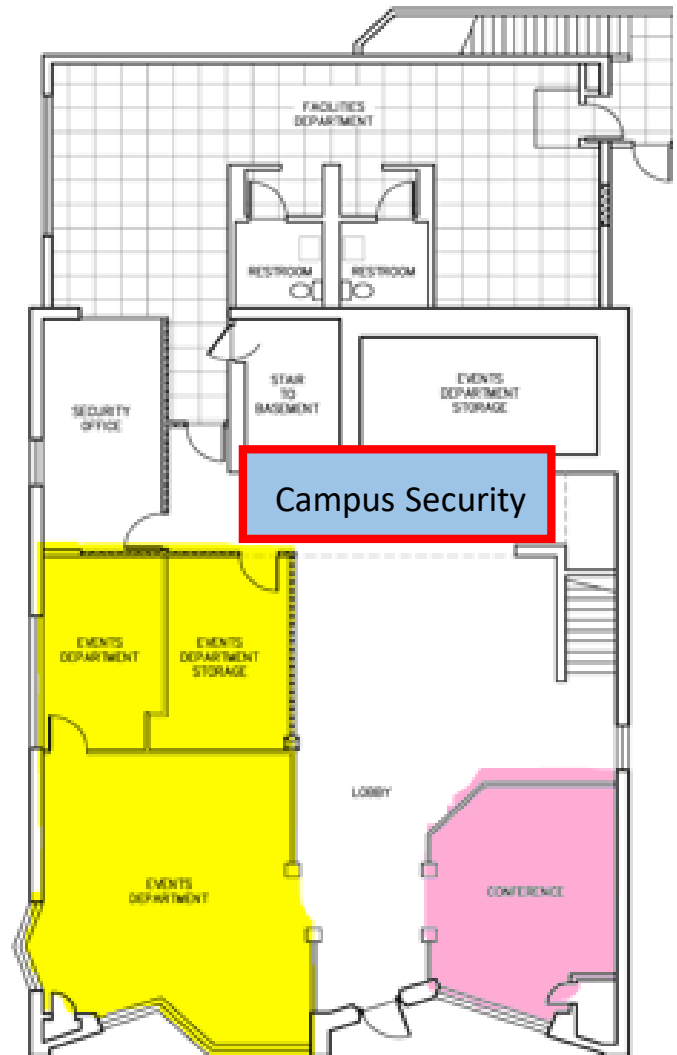 FACILITIES
DEPARTMENT
RESTROOM
RESTROOM
STAIR
TO
BASEMENT
EVENTS
DEPARTMENT
STORAGE
SECURITY
OFFICE
Campus Security
EVENTS
DEPARTMENT
EVENTS
DEPARTMENT
STORAGE
LOBBY
EVENTS
DEPARTMENT
CONFERENCE